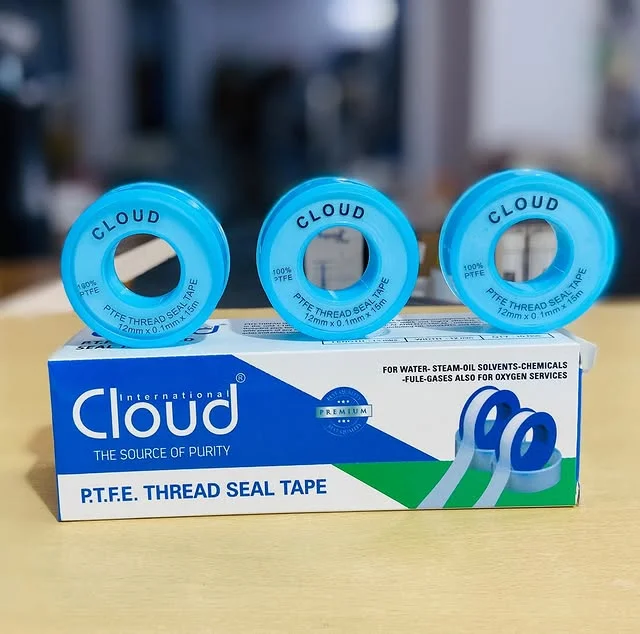 CLOUD
100%
PTFE
PTFE THREAD SEAL TAPE
12mm x 0.1mm x 15m
CLOUD
100%
PTFE
PTFE THREAD SEAL TAPE
12mm x 0.1mm x 15m
CLOUD
100%
PTFE
PTFE THREAD SEAL TAPE
12mm x 0.1mm x 15m
Cloud
FOR WATER- STEAM-OIL SOLVENTS-CHEMICALS
-FULE-GASES ALSO FOR OXYGEN SERVICES
International
Cloud®
THE SOURCE OF PURITY
PREMIUM
P.T.F.E. THREAD SEAL TAPE